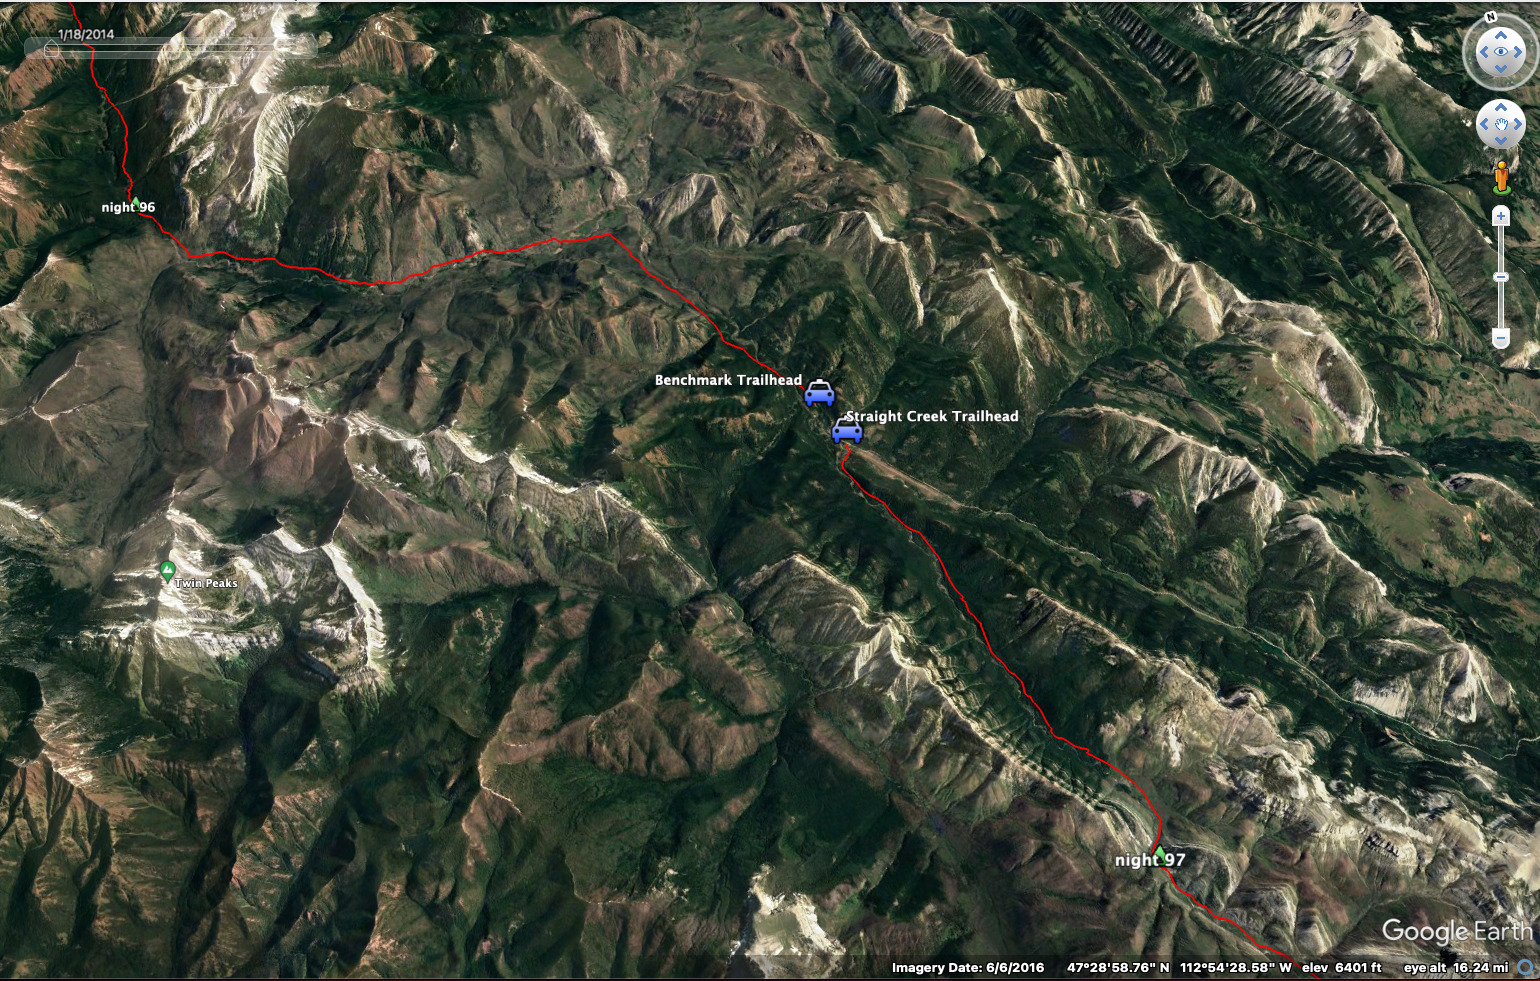 1/18/2014
N
night 96
Benchmark Trailhead
Straight Creek Trailhead
Twin Peaks
night 97
Google Earth
Imagery Date: 6/6/2016 47°28'58.76" N 112°54'28.58" W elev 6401 ft eye alt 16.24 mi